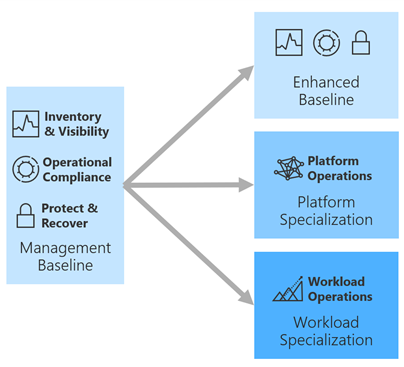 Inventory
& Visibility
Operational
Compliance
Protect &
Recover
Management
Baseline
Enhanced
Baseline
Platform
Operations
Platform
Specialization
Workload
Operations
Workload
Specialization